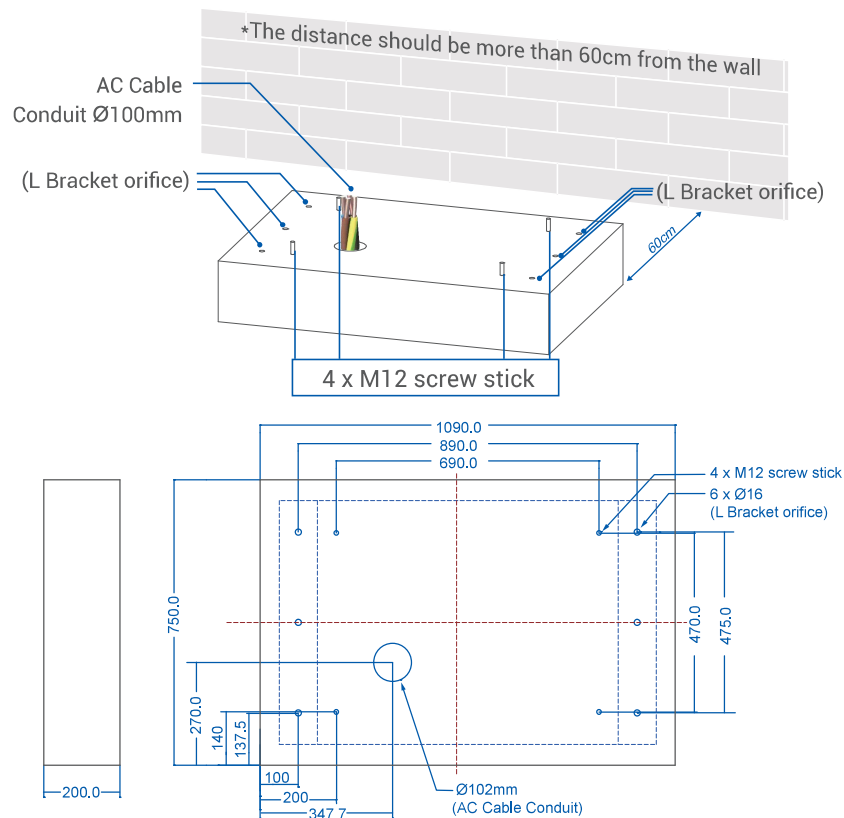 *The distance should be more than 60cm from the wall
AC Cable
Conduit Ø100mm
(L Bracket orifice)
(L Bracket orifice)
60cm
4 x M12 screw stick
1090.0
890.0
690.0
4 x M12 screw stick
6 x Ø16
(L Bracket orifice)
750.0
470.0
475.0
270.0
140
137.5
100
200
347.7
200.0
Ø102mm
(AC Cable Conduit)